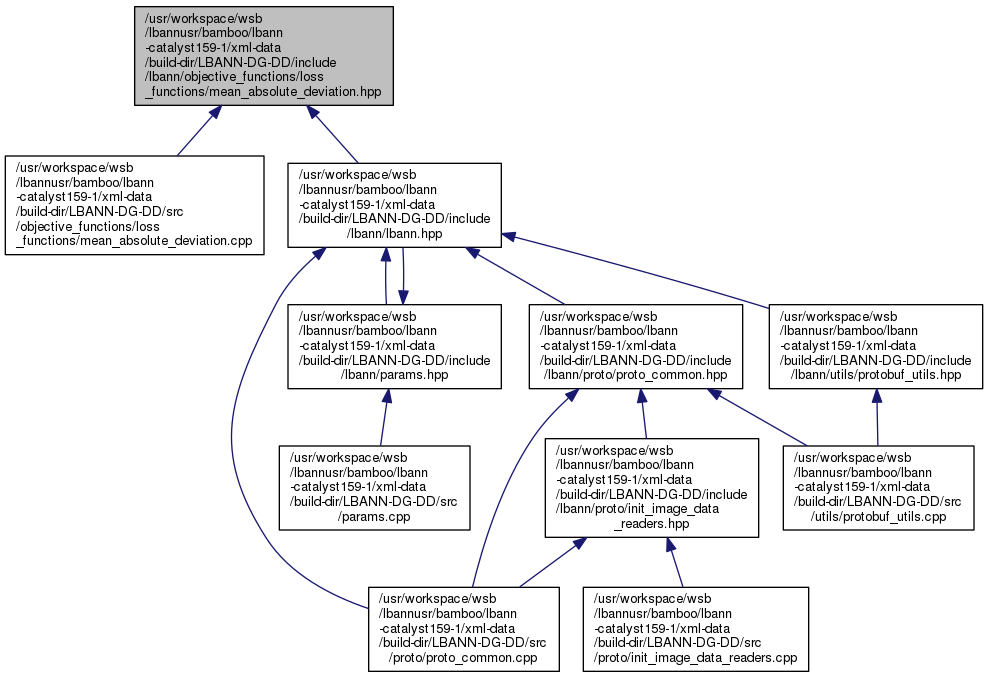 /usr/workspace/wsb
/lbannusr/bamboo/lbann
-catalyst159-1/xml-data
/build-dir/LBANN-DG-DD/include
/lbann/objective_functions/loss
_functions/mean_absolute_deviation.hpp
/usr/workspace/wsb
/lbannusr/bamboo/lbann
-catalyst159-1/xml-data
/build-dir/LBANN-DG-DD/src
/objective_functions/loss
_functions/mean_absolute_deviation.cpp
/usr/workspace/wsb
/lbannusr/bamboo/lbann
-catalyst159-1/xml-data
/build-dir/LBANN-DG-DD/include
/lbann/lbann.hpp
/usr/workspace/wsb
/lbannusr/bamboo/lbann
-catalyst159-1/xml-data
/build-dir/LBANN-DG-DD/include
/lbann/params.hpp
/usr/workspace/wsb
/lbannusr/bamboo/lbann
-catalyst159-1/xml-data
/build-dir/LBANN-DG-DD/include
/lbann/proto/proto_common.hpp
/usr/workspace/wsb
/lbannusr/bamboo/lbann
-catalyst159-1/xml-data
/build-dir/LBANN-DG-DD/include
/lbann/utils/protobuf_utils.hpp
/usr/workspace/wsb
/lbannusr/bamboo/lbann
-catalyst159-1/xml-data
/build-dir/LBANN-DG-DD/src
/params.cpp
/usr/workspace/wsb
/lbannusr/bamboo/lbann
-catalyst159-1/xml-data
/build-dir/LBANN-DG-DD/include
/lbann/proto/init_image_data
_readers.hpp
/usr/workspace/wsb
/lbannusr/bamboo/lbann
-catalyst159-1/xml-data
/build-dir/LBANN-DG-DD/src
/utils/protobuf_utils.cpp
/usr/workspace/wsb
/lbannusr/bamboo/lbann
-catalyst159-1/xml-data
/build-dir/LBANN-DG-DD/src
/proto/proto_common.cpp
/usr/workspace/wsb
/lbannusr/bamboo/lbann
-catalyst159-1/xml-data
/build-dir/LBANN-DG-DD/src
/proto/init_image_data_readers.cpp